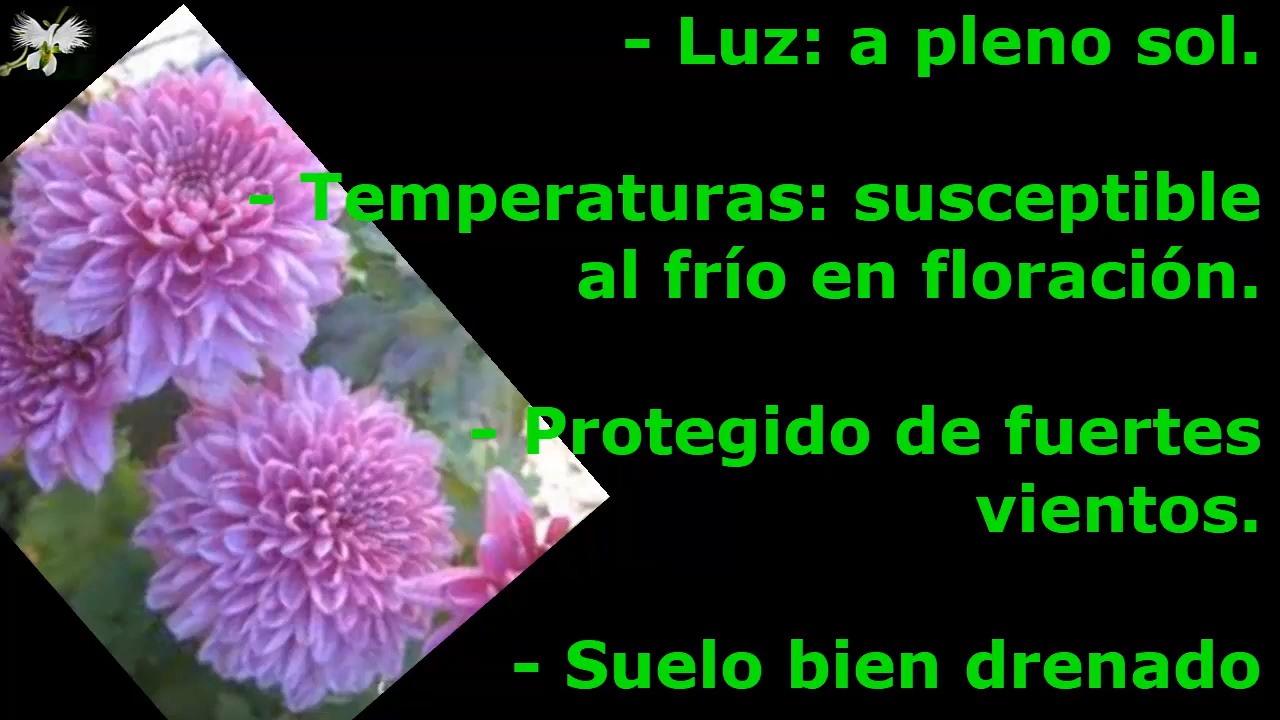 - Luz: a pleno sol.
- Temperaturas: susceptible
al frío en floración.
- Protegido de fuertes
vientos.
- Suelo bien drenado